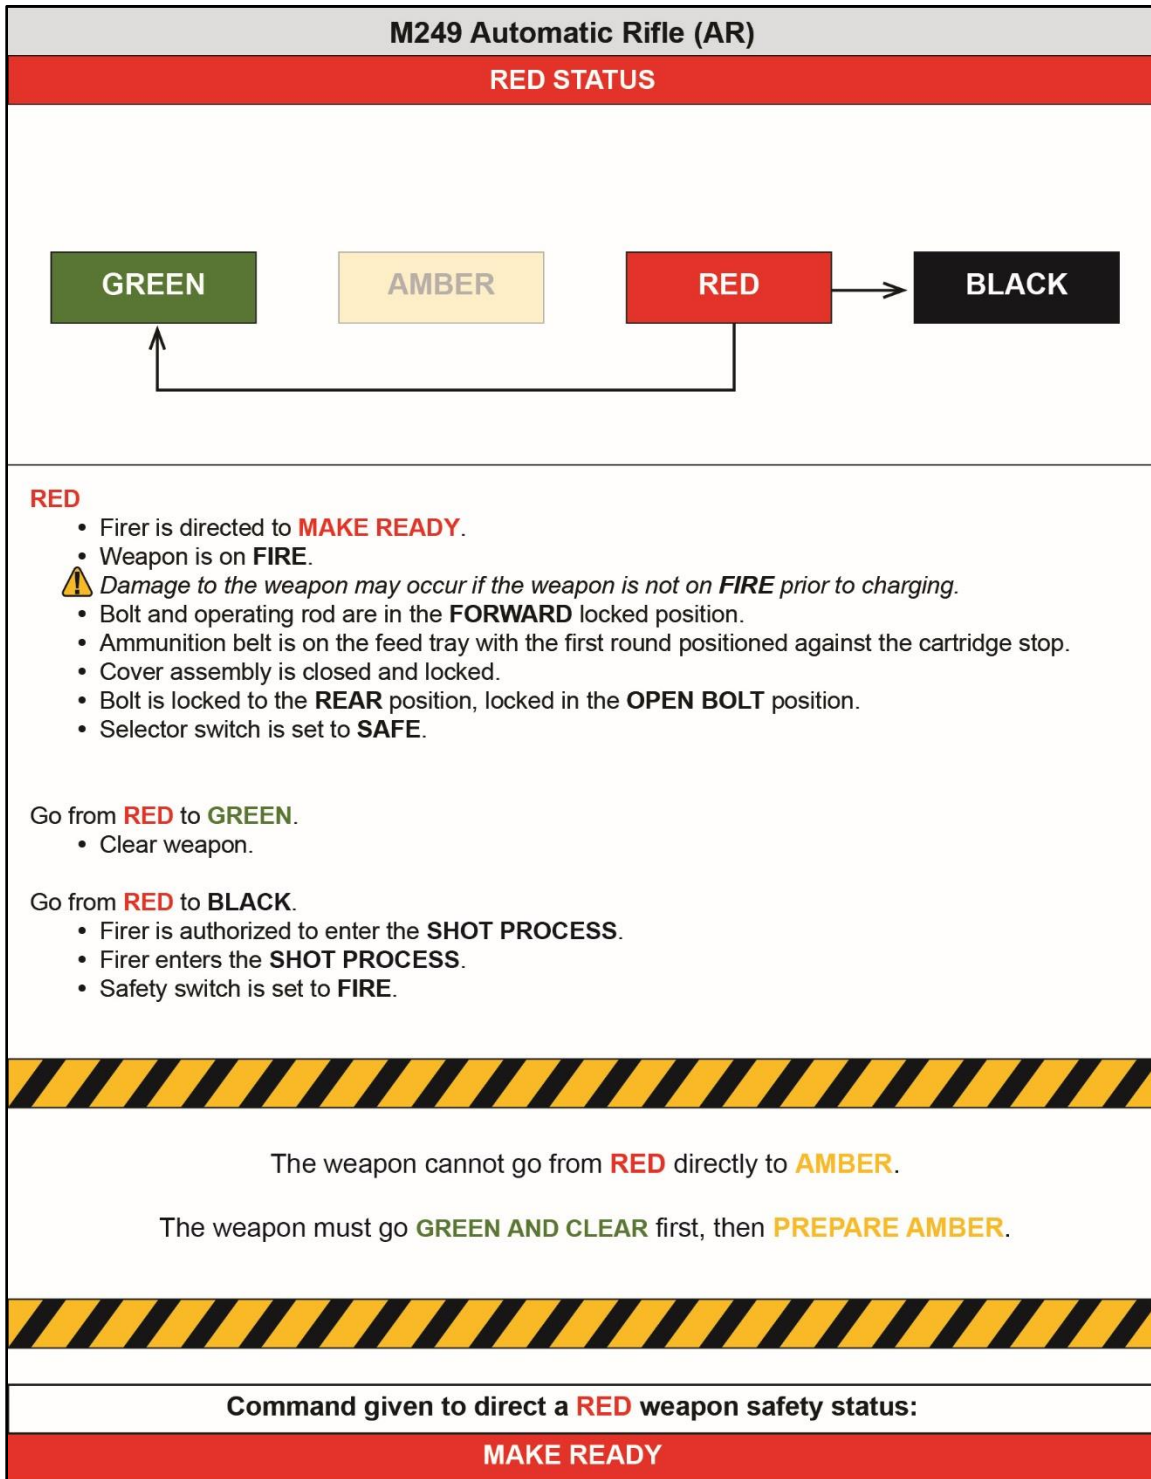 M249 Automatic Rifle (AR)
RED STATUS
GREEN
AMBER
RED
BLACK
RED
• Firer is directed to MAKE READY.
• Weapon is on FIRE.
Damage to the weapon may occur if the weapon is not on FIRE prior to charging.
• Bolt and operating rod are in the FORWARD locked position.
• Ammunition belt is on the feed tray with the first round positioned against the cartridge stop.
• Cover assembly is closed and locked.
• Bolt is locked to the REAR position, locked in the OPEN BOLT position.
• Selector switch is set to SAFE.
Go from RED to GREEN.
• Clear weapon.
Go from RED to BLACK.
• Firer is authorized to enter the SHOT PROCESS.
• Firer enters the SHOT PROCESS.
• Safety switch is set to FIRE.
The weapon cannot go from RED directly to AMBER.
The weapon must go GREEN AND CLEAR first, then PREPARE AMBER.
Command given to direct a RED weapon safety status:
MAKE READY